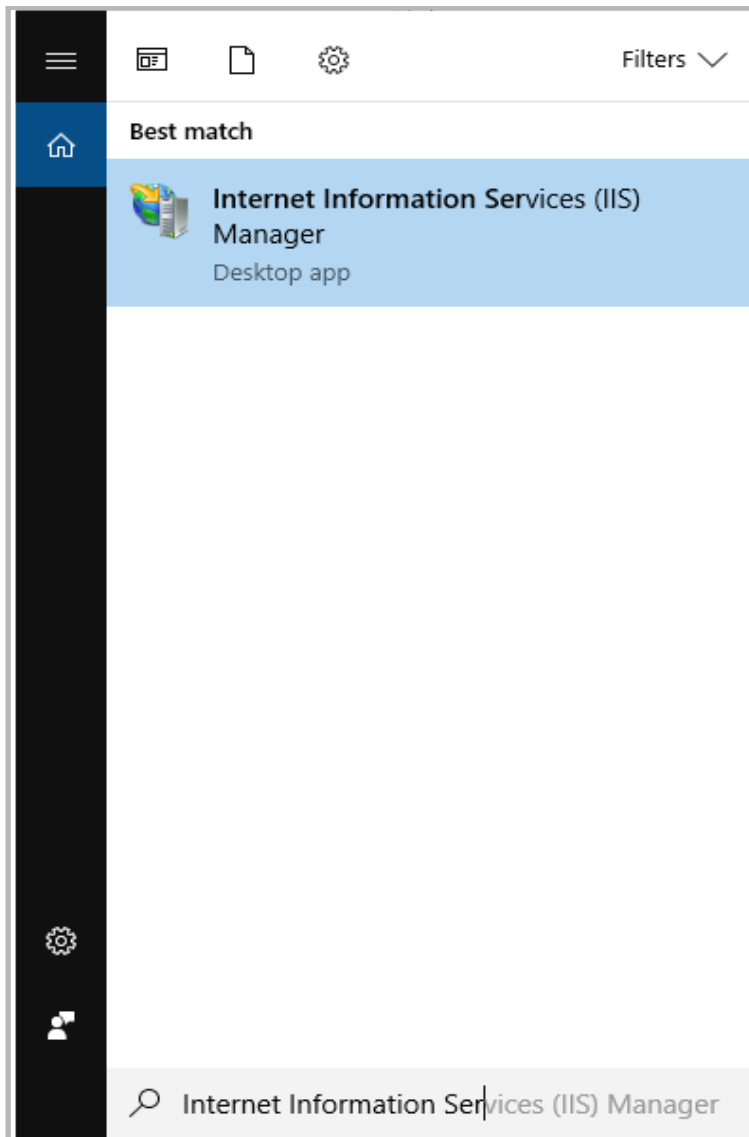 Filters
Best match
Internet Information Services (IIS)
Manager
Desktop app
Internet Information Services (IIS) Manager